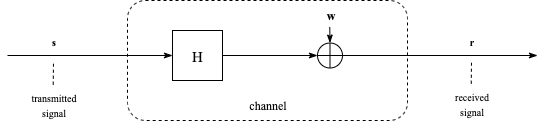 w
s
r
H
transmitted
signal
channel
received
signal